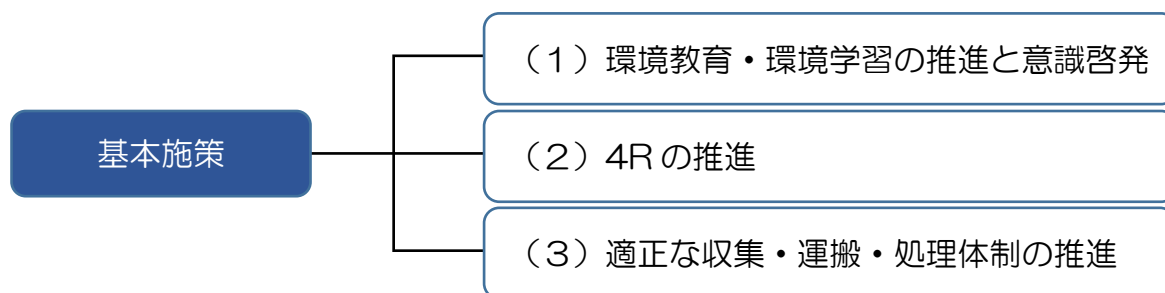 基本施策
（１）環境教育・環境学習の推進と意識啓発
（２）4Rの推進
（３）適正な収集・運搬・処理体制の推進